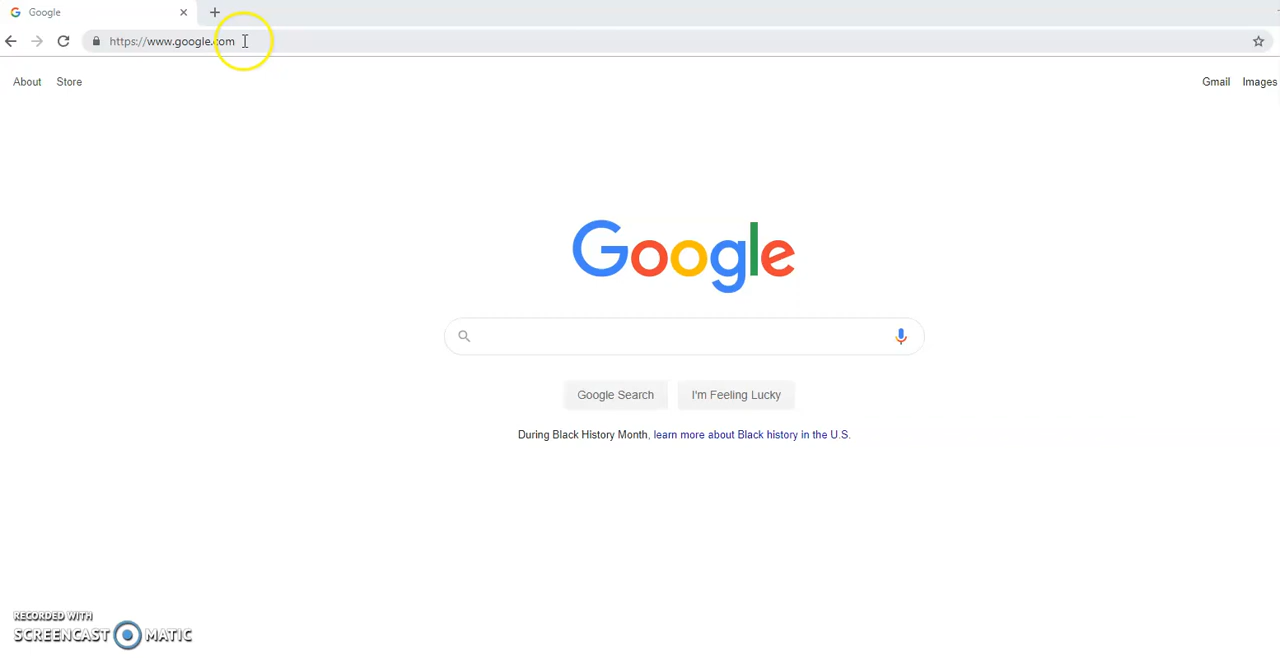 Google
https://www.google.com
About Store
Gmail Images
Google
Google Search I'm Feeling Lucky
During Black History Month, learn more about Black history in the U.S.
RECORDED WITH
SCREENCAST MATIC